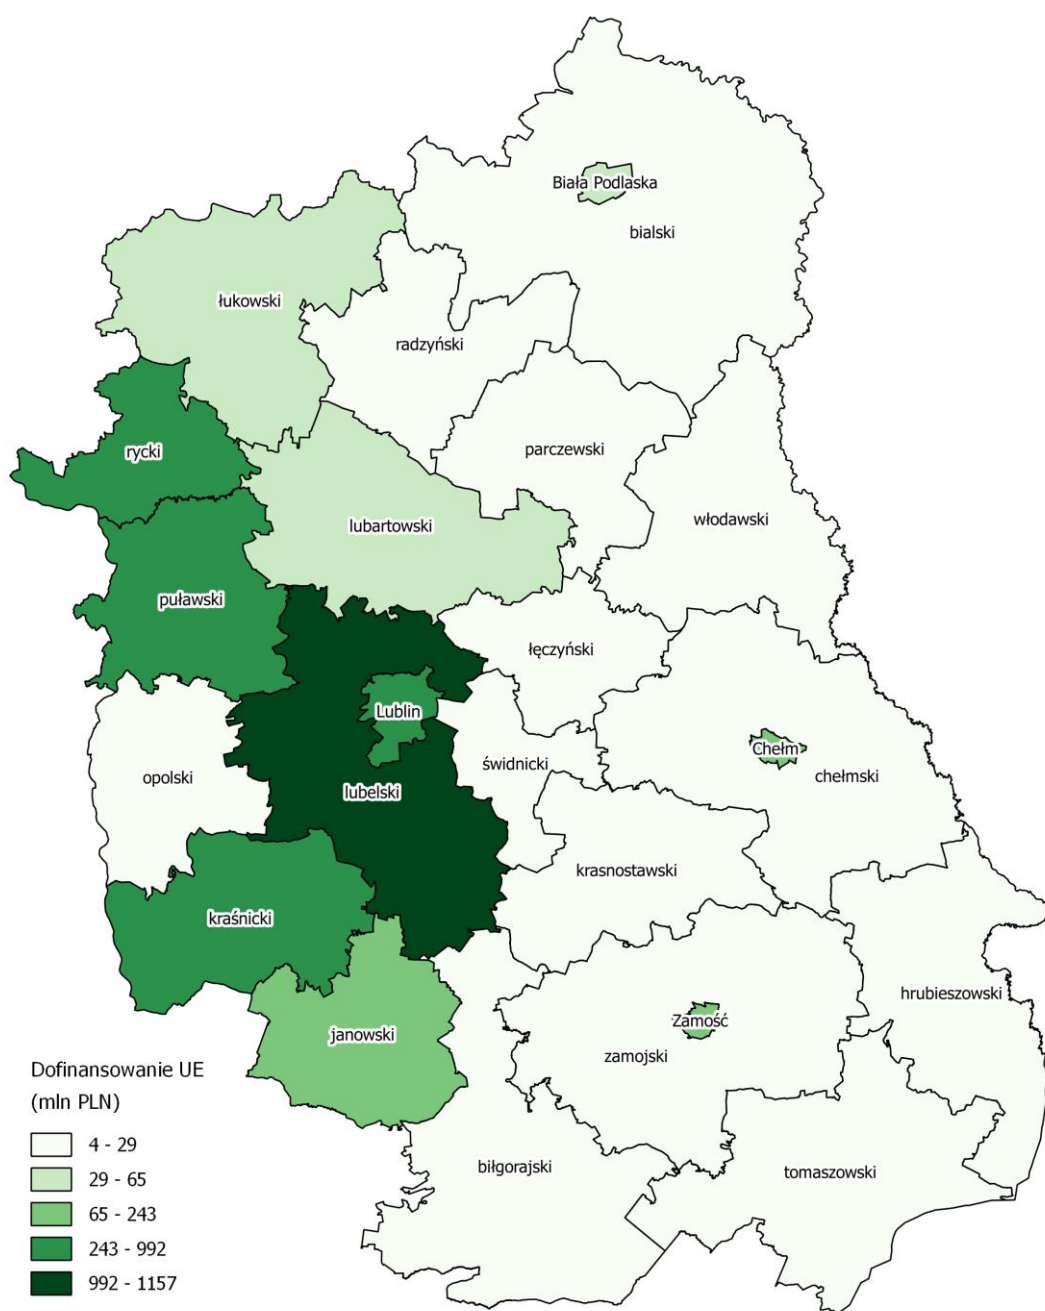 Biała Podlaska
bialski
łukowski
radzyński
rycki
parczewski
lubartowski
włodawski
puławski
łęczyński
Lublin
Chełm
opolski
lubelski
świdnicki
chełmski
krasnostawski
kraśnicki
hrubieszowski
janowski
Zamość
zamojski
biłgorajski
tomaszowski
Dofinansowanie UE
(mln PLN)
4 - 29
29 - 65
65 - 243
243 - 992
992 - 1157